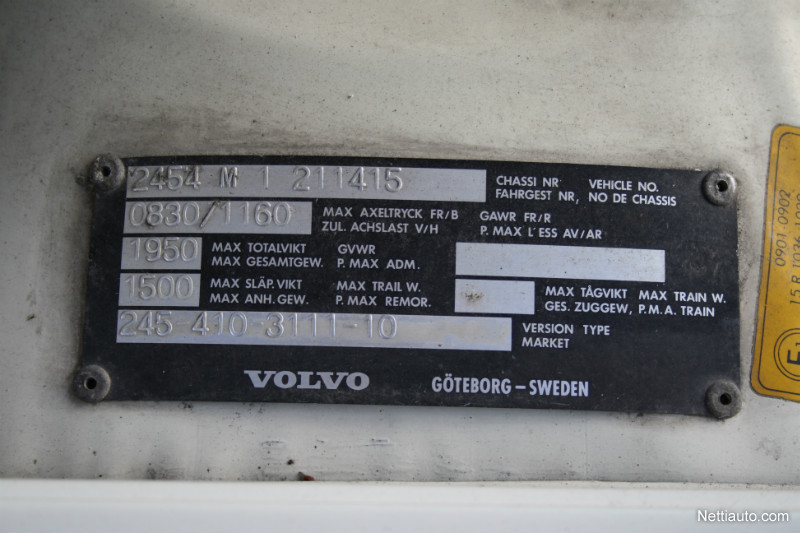 2454 M 1 211415
CHASSI NR VEHICLE NO.
FAHRGEST NR, NO DE CHASSIS
0830/1160
MAX AXELTRYCK FR/B GAWR FR/R
ZUL. ACHSLAST V/H P. MAX L'ESS AV/AR
1950
MAX TOTALVIKT GVWR
MAX GESAMTGEW. P. MAX ADM.
1500
MAX SLÄP. VIKT MAX TRAIL W.
MAX ANH. GEW. P. MAX REMOR.
MAX TÅGVIKT MAX TRAIN W.
GES. ZUGGEW, P.M.A. TRAIN
245-410-3111-10
VERSION TYPE
MARKET
VOLVO GÖTEBORG – SWEDEN
0901 0902
Nettiauto.com